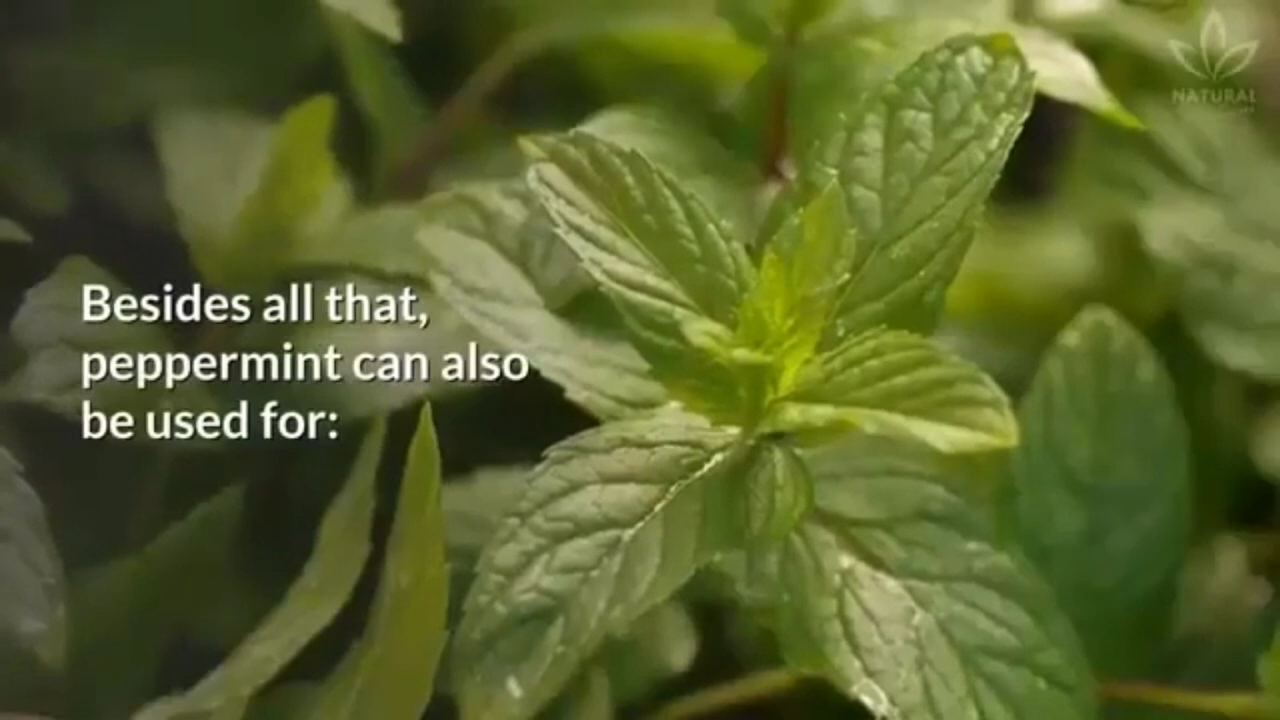 NATURAL
Besides all that,
peppermint can also
be used for: